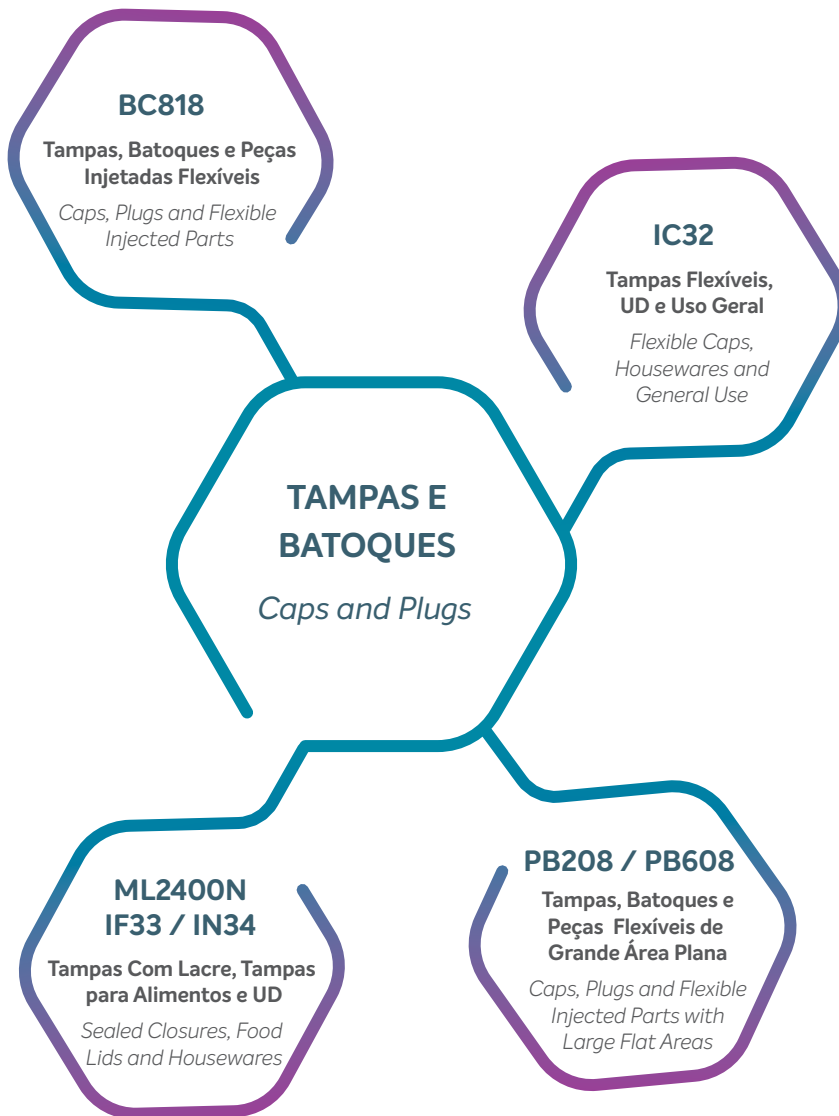 BC818
Tampas, Batoques e Peças
Injetadas Flexíveis
Caps, Plugs and Flexible
Injected Parts
IC32
Tampas Flexíveis,
UD e Uso Geral
Flexible Caps,
Housewares and
General Use
TAMPAS E
BATOQUES
Caps and Plugs
ML2400N
IF33 / IN34
Tampas Com Lacre, Tampas
para Alimentos e UD
Sealed Closures, Food
Lids and Housewares
PB208 / PB608
Tampas, Batoques e
Peças Flexíveis de
Grande Área Plana
Caps, Plugs and Flexible
Injected Parts with
Large Flat Areas